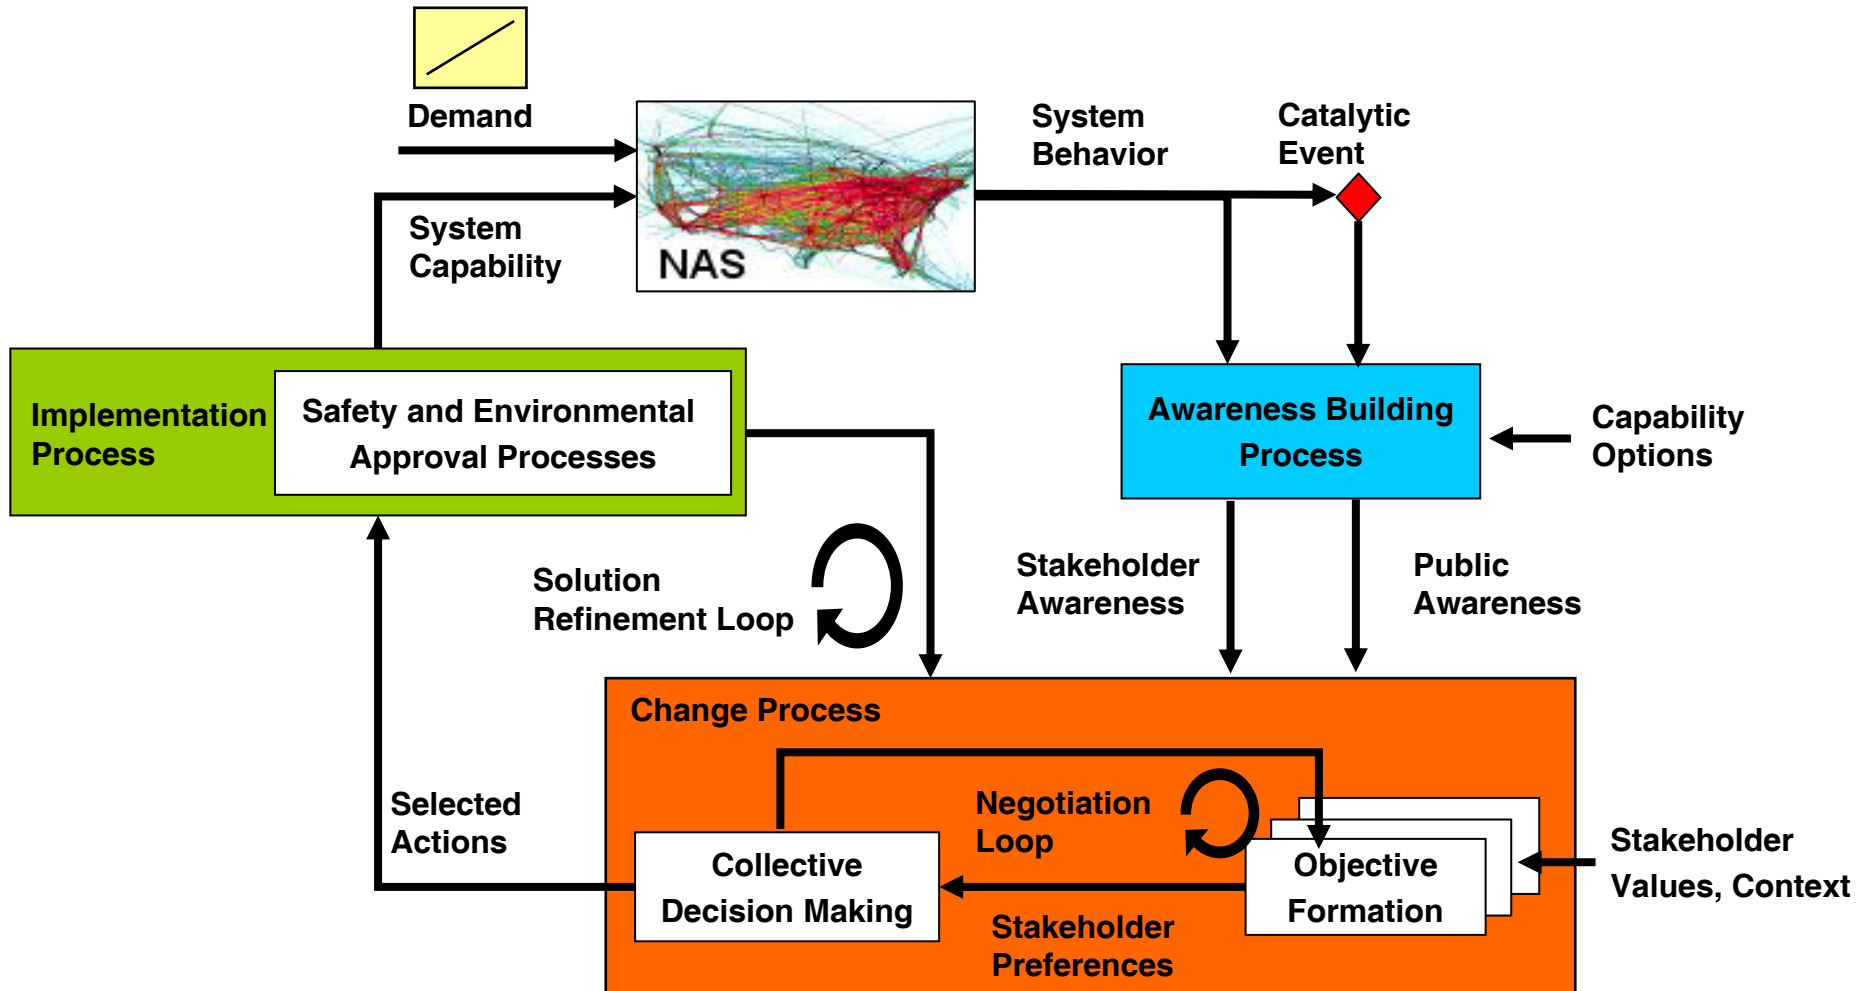 Demand
System
Behavior
Catalytic
Event
System
Capability
NAS
Implementation
Process
Safety and Environmental
Approval Processes
Awareness Building
Process
Capability
Options
Solution
Refinement Loop
Stakeholder
Awareness
Public
Awareness
Change Process
Selected
Actions
Negotiation
Loop
Collective
Decision Making
Objective
Formation
Stakeholder
Values, Context
Stakeholder
Preferences